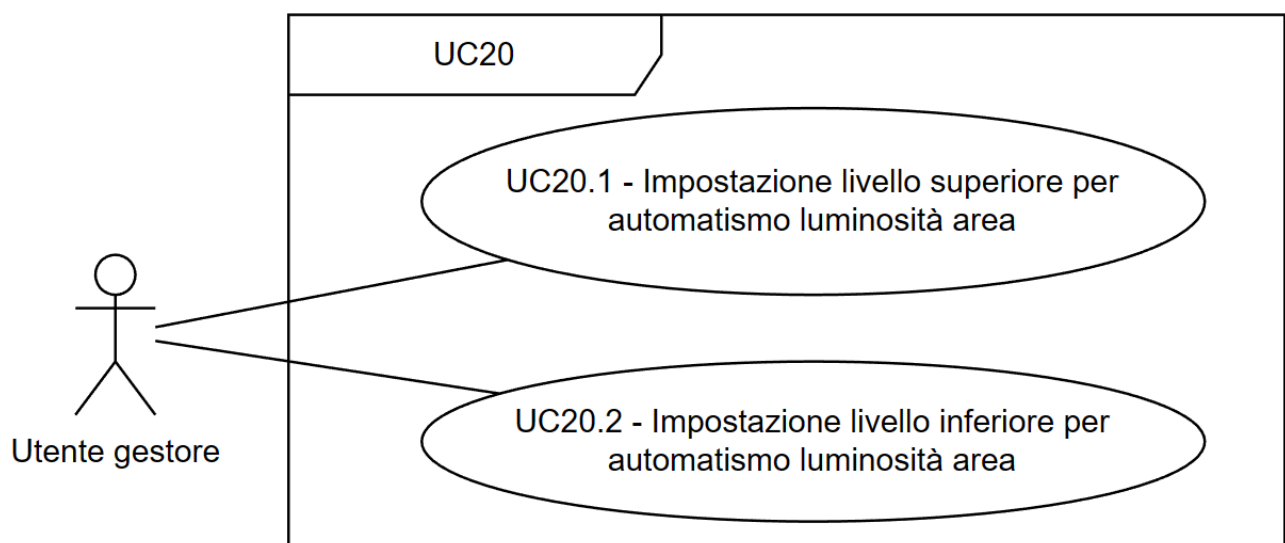 UC20
UC20.1 - Impostazione livello superiore per
automatismo luminosità area
UC20.2 - Impostazione livello inferiore per
automatismo luminosità area
Utente gestore